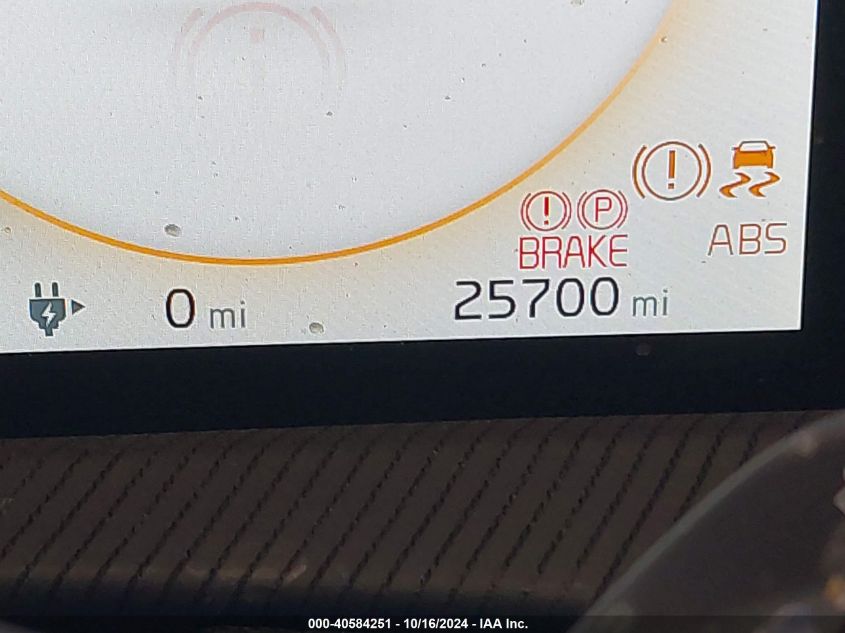 P
BRAKE
ABS
0 mi
25700 mi
000-40584251 - 10/16/2024 - IAA Inc.